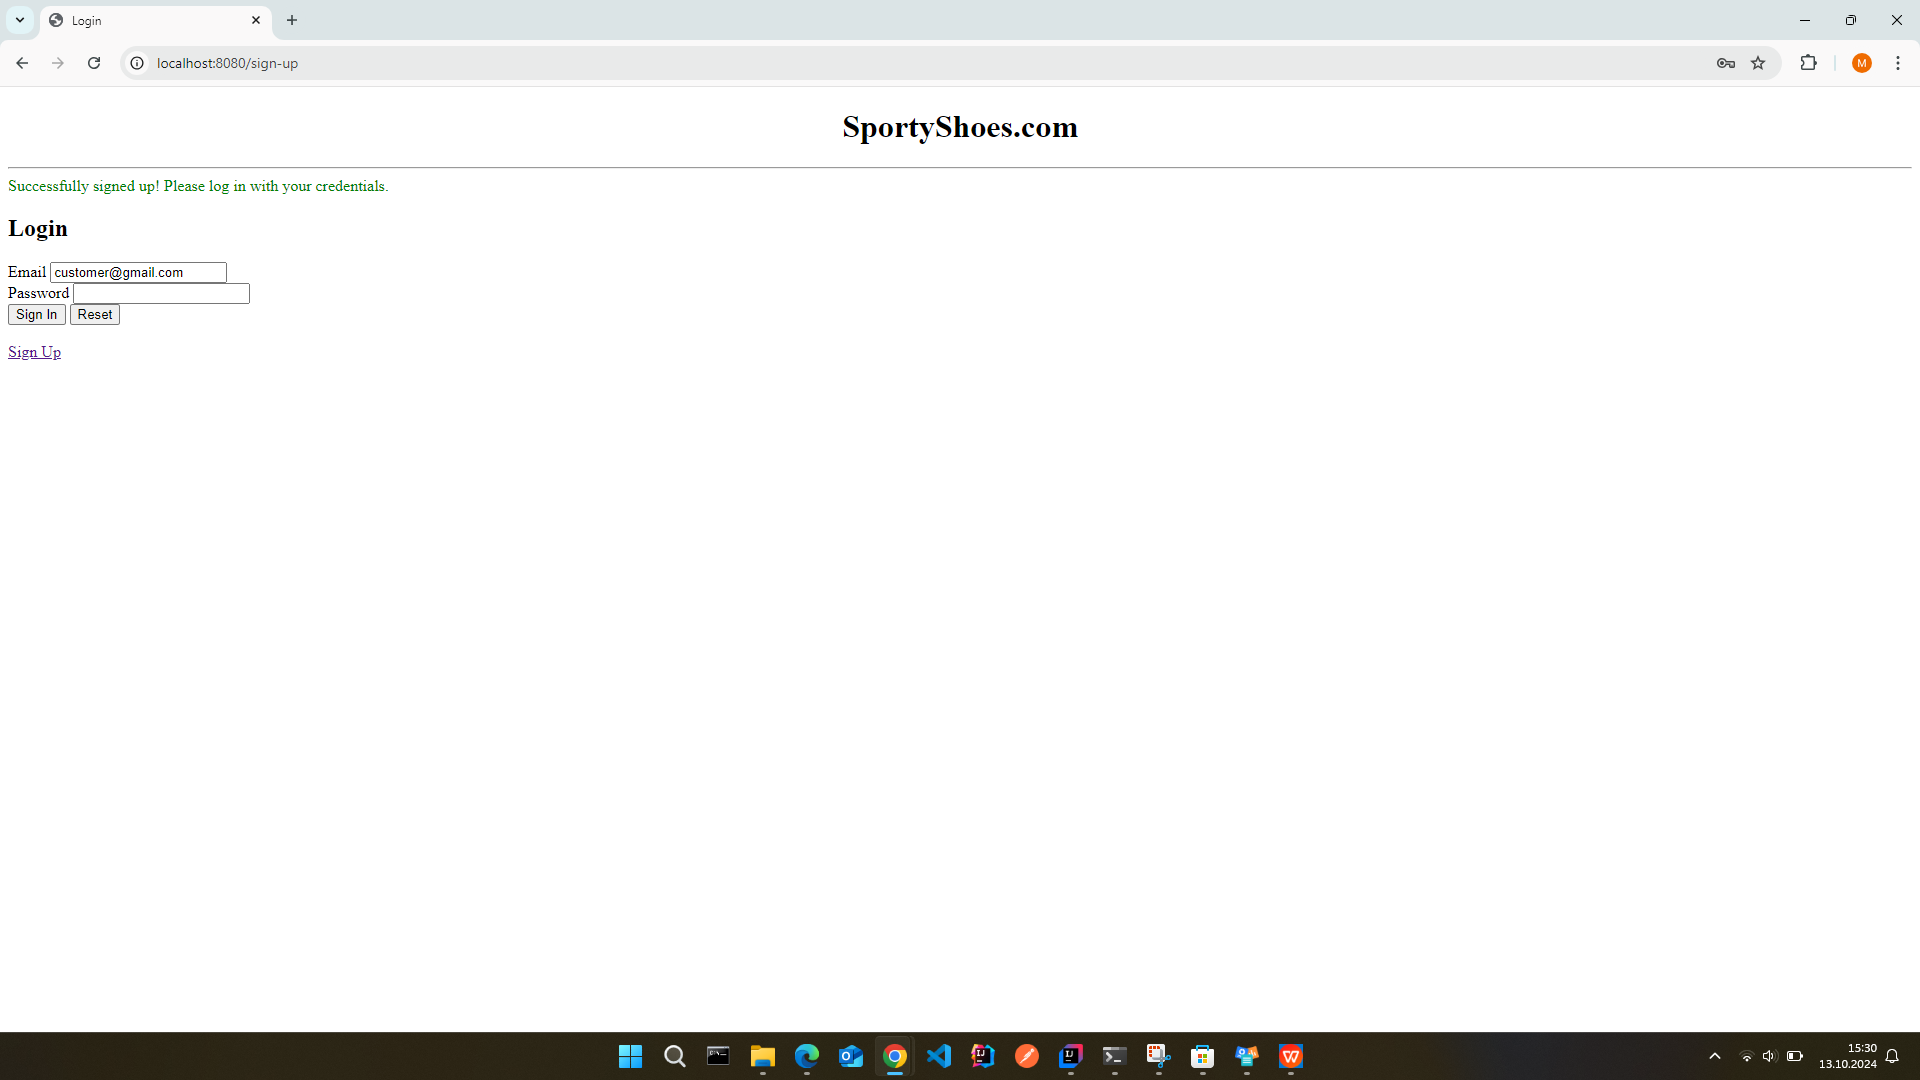 Login
localhost:8080/sign-up
M
SportyShoes.com
Successfully signed up! Please log in with your credentials.
Login
Email customer@gmail.com
Password
Sign In Reset
Sign Up
15:30
13.10.2024